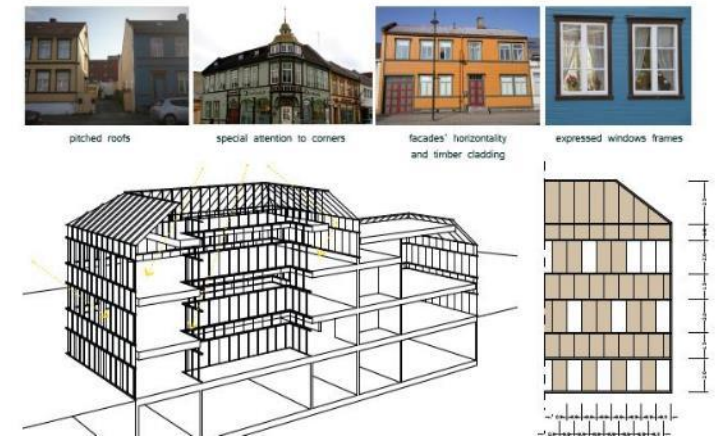 pitched roofs
special attention to corners
facades' horizontality
and timber cladding
expressed windows frames